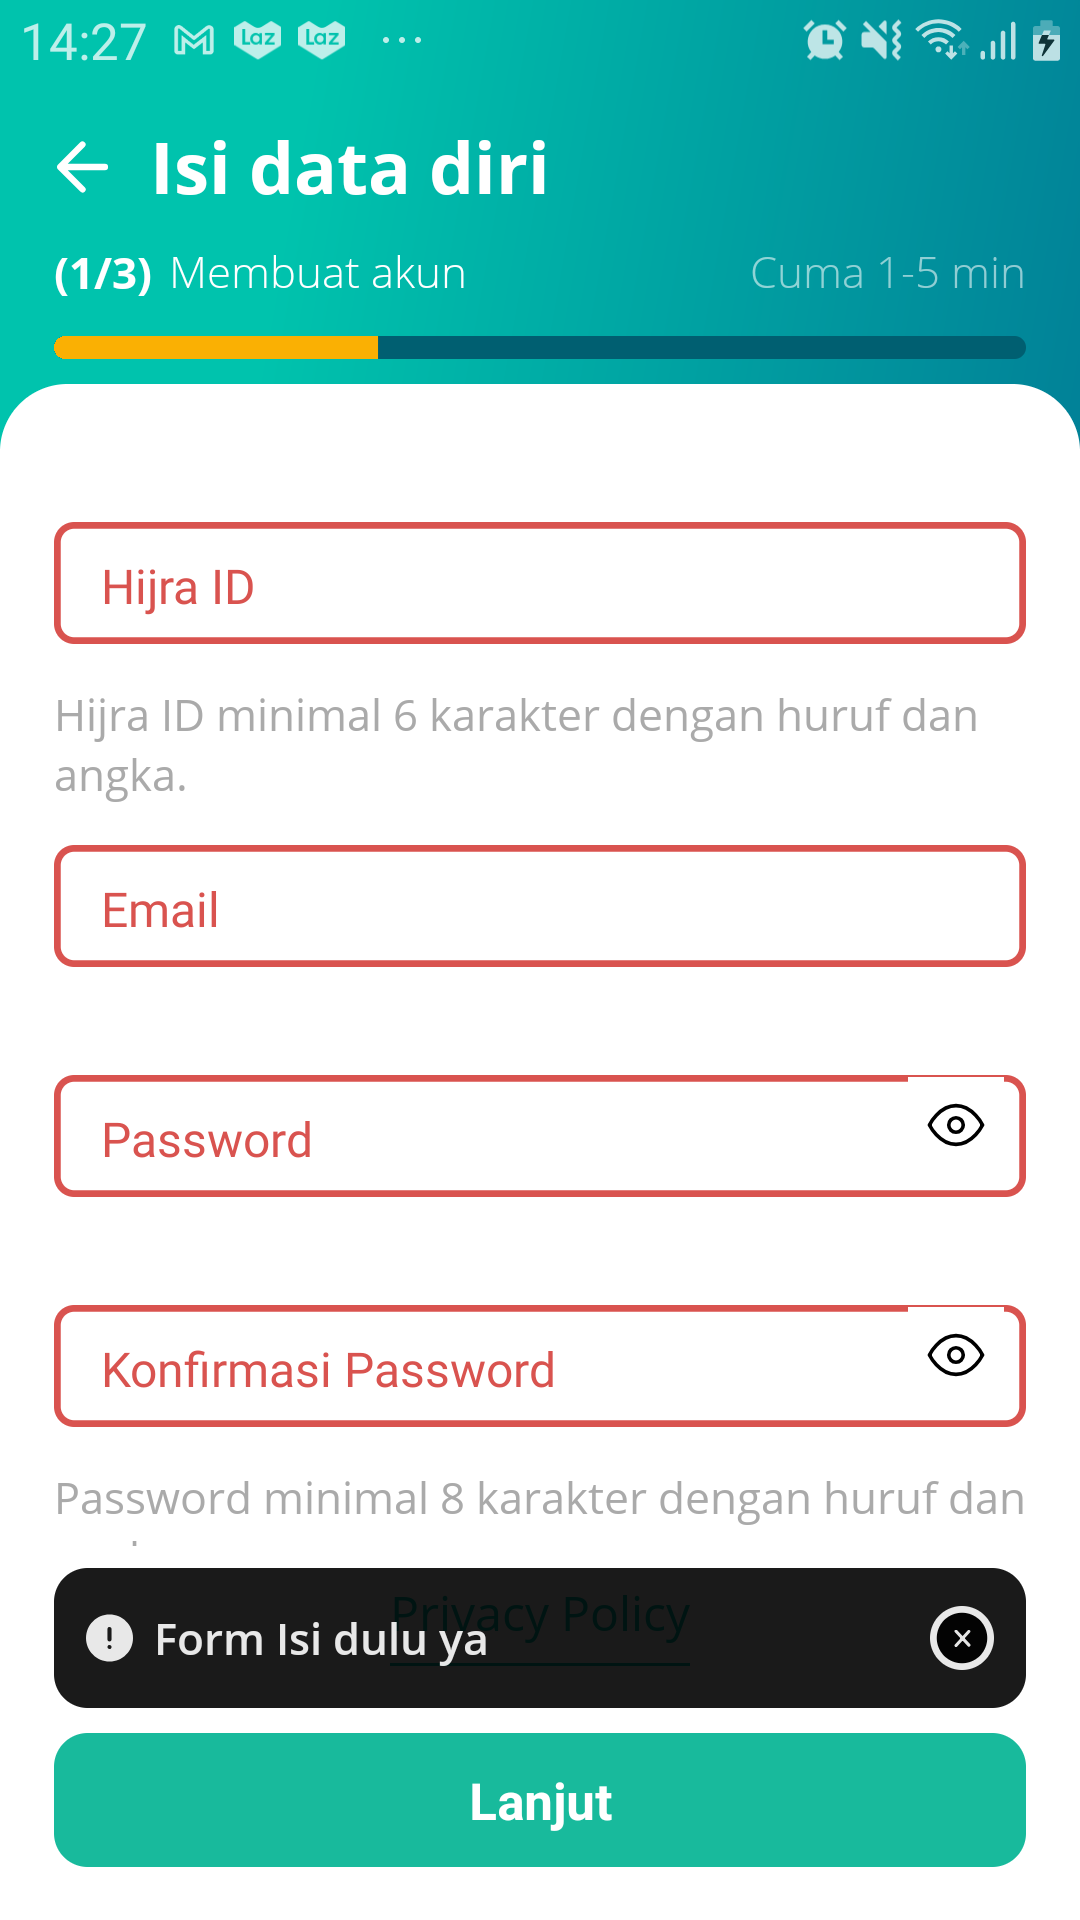 14:27 Laz Laz ...
Isi data diri
(1/3) Membuat akun Cuma 1-5 min
Hijra ID
Hijra ID minimal 6 karakter dengan huruf dan
angka.
Email
Password
Konfirmasi Password
Password minimal 8 karakter dengan huruf dan
Privacy Policy
Form Isi dulu ya
Lanjut